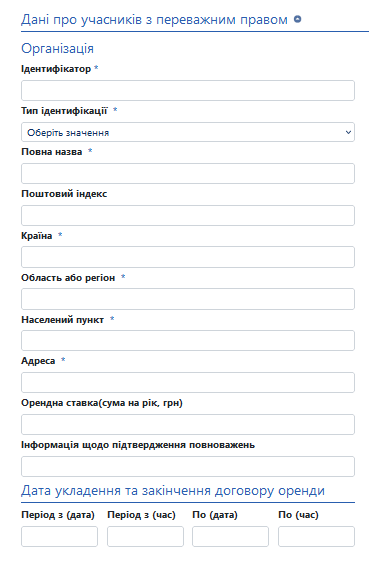 Дані про учасників з переважним правом
Організація
Ідентифікатор *
Тип ідентифікації *
Оберіть значення
Повна назва *
Поштовий індекс
Країна *
Область або регіон *
Населений пункт *
Адреса *
Орендна ставка(сума на рік, грн)
Інформація щодо підтвердження повноважень
Дата укладення та закінчення договору оренди
Період з (дата) Період з (час) По (дата) По (час)